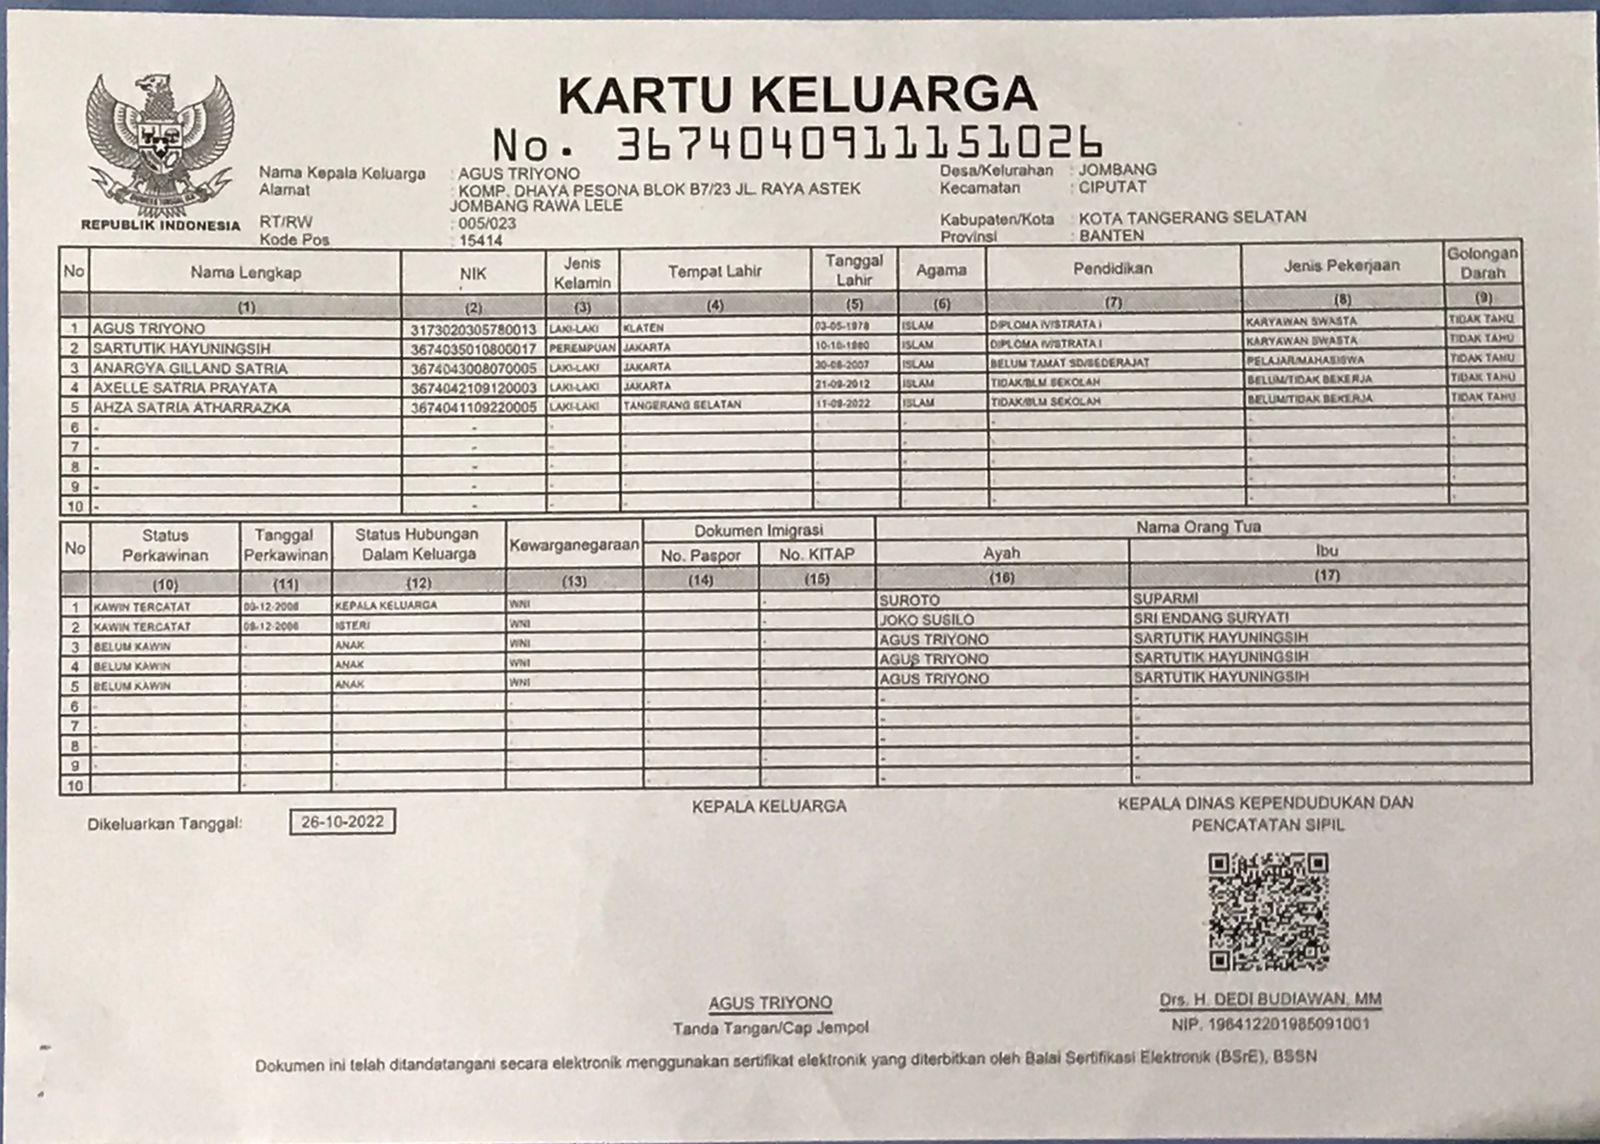 KARTU KELUARGA
No. 3674040911151026
REPUBLIK INDONESIA
Nama Kepala Keluarga : AGUS TRIYONO
Alamat : KOMP. DHAYA PESONA BLOK B7/23 JL. RAYA ASTEK
JOMBANG RAWA LELE
RT/RW : 005/023
Kode Pos : 15414
Desa/Kelurahan : JOMBANG
Kecamatan : CIPUTAT
Kabupaten/Kota : KOTA TANGERANG SELATAN
Provinsi : BANTEN
No Nama Lengkap NIK Jenis Kelamin Tempat Lahir Tanggal Lahir Agama Pendidikan Jenis Pekerjaan Golongan Darah
(1) (2) (3) (4) (5) (6) (7) (8) (9)
1 AGUS TRIYONO 3173020305780013 LAKI-LAKI KLATEN 03-05-1978 ISLAM DIPLOMA IV/STRATA I KARYAWAN SWASTA TIDAK TAHU
2 SARTUTIK HAYUNINGSIH 3674035010800017 PEREMPUAN JAKARTA 10-10-1980 ISLAM DIPLOMA IV/STRATA I KARYAWAN SWASTA TIDAK TAHU
3 ANARGYA GILLAND SATRIA 3674043008070005 LAKI-LAKI JAKARTA 30-08-2007 ISLAM BELUM TAMAT SD/SEDERAJAT PELAJAR/MAHASISWA TIDAK TAHU
4 AXELLE SATRIA PRAYATA 3674042109120003 LAKI-LAKI JAKARTA 21-09-2012 ISLAM TIDAK/BLM SEKOLAH BELUM/TIDAK BEKERJA TIDAK TAHU
5 AHZA SATRIA ATHARRAZKA 3674041109220005 LAKI-LAKI TANGERANG SELATAN 11-09-2022 ISLAM TIDAK/BLM SEKOLAH BELUM/TIDAK BEKERJA TIDAK TAHU
6 - - - - - - - - -
7 - - - - - - - - -
8 - - - - - - - - -
9 - - - - - - - - -
10 - - - - - - - - -
No Status Perkawinan Tanggal Perkawinan Status Hubungan Dalam Keluarga Kewarganegaraan Dokumen Imigrasi Nama Orang Tua
No. Paspor No. KITAP Ayah Ibu
(10) (11) (12) (13) (14) (15) (16) (17)
1 KAWIN TERCATAT KEPALA KELUARGA WNI - SUROTO SUPARMI
2 KAWIN TERCATAT ISTERI WNI - JOKO SUSILO SRI ENDANG SURYATI
3 BELUM KAWIN - ANAK WNI - AGUS TRIYONO SARTUTIK HAYUNINGSIH
4 BELUM KAWIN - ANAK WNI - AGUS TRIYONO SARTUTIK HAYUNINGSIH
5 BELUM KAWIN - ANAK WNI - AGUS TRIYONO SARTUTIK HAYUNINGSIH
6 - - - - - - - -
7 - - - - - - - -
8 - - - - - - - -
9 - - - - - - - -
10 - - - - - - - -
Dikeluarkan Tanggal: 26-10-2022
KEPALA KELUARGA
KEPALA DINAS KEPENDUDUKAN DAN
PENCATATAN SIPIL
AGUS TRIYONO
Tanda Tangan/Cap Jempol
Drs. H. DEDI BUDIAWAN, MM
NIP. 196412201985091001
Dokumen ini telah ditandatangani secara elektronik menggunakan sertifikat elektronik yang diterbitkan oleh Balai Sertifikasi Elektronik (BSrE), BSSN